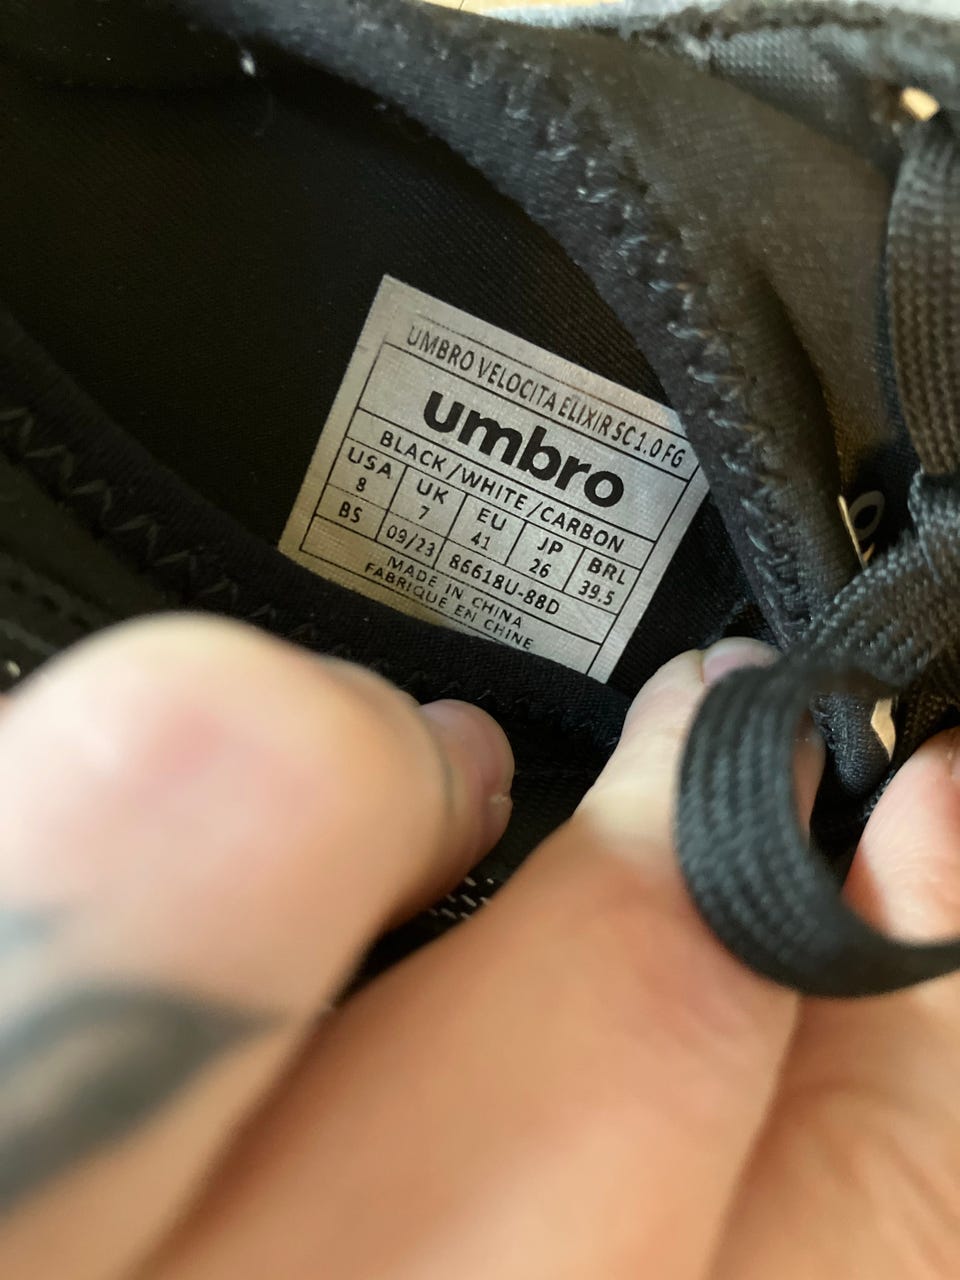 UMBRO VELOCITA ELIXIR SC 1.0 FG
umbro
BLACK/WHITE/CARBON
USA UK EU JP BRL
8 7 41 26 39.5
BS 09/23 86618U-88D
MADE IN CHINA
FABRIQUE EN CHINE